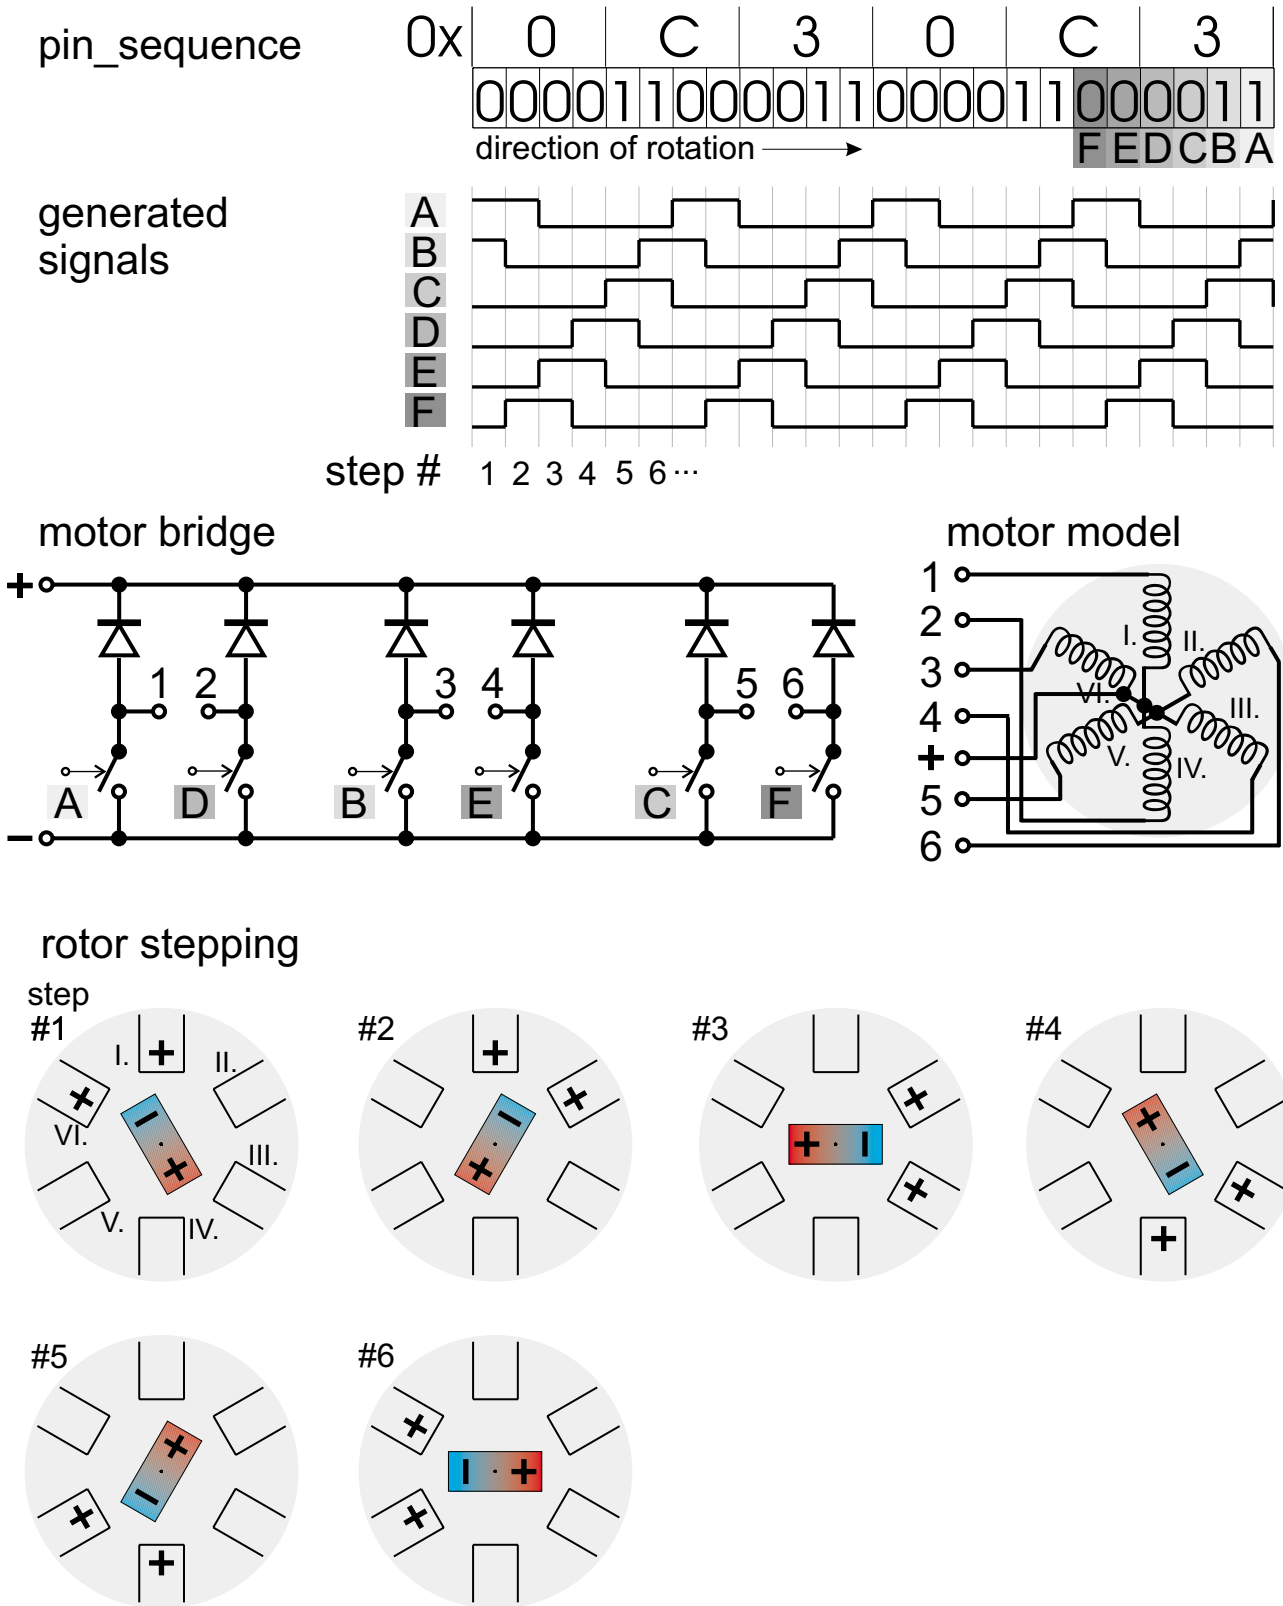 pin_sequence 0x 0 C 3 0 C 3
000011000011000011000011
direction of rotation F E D C B A
generated
signals
A
B
C
D
E
F
step # 1 2 3 4 5 6 ...
motor bridge
+
1 2 3 4 5 6
A D B E C F
−
motor model
1
2
3
4
+
5
6
I. II. III. IV. V. VI.
rotor stepping
step
#1 I. II. III. IV. V. VI. + + − +
#2 + + − +
#3 + + + −
#4 + − + +
#5 + − + +
#6 + + − +